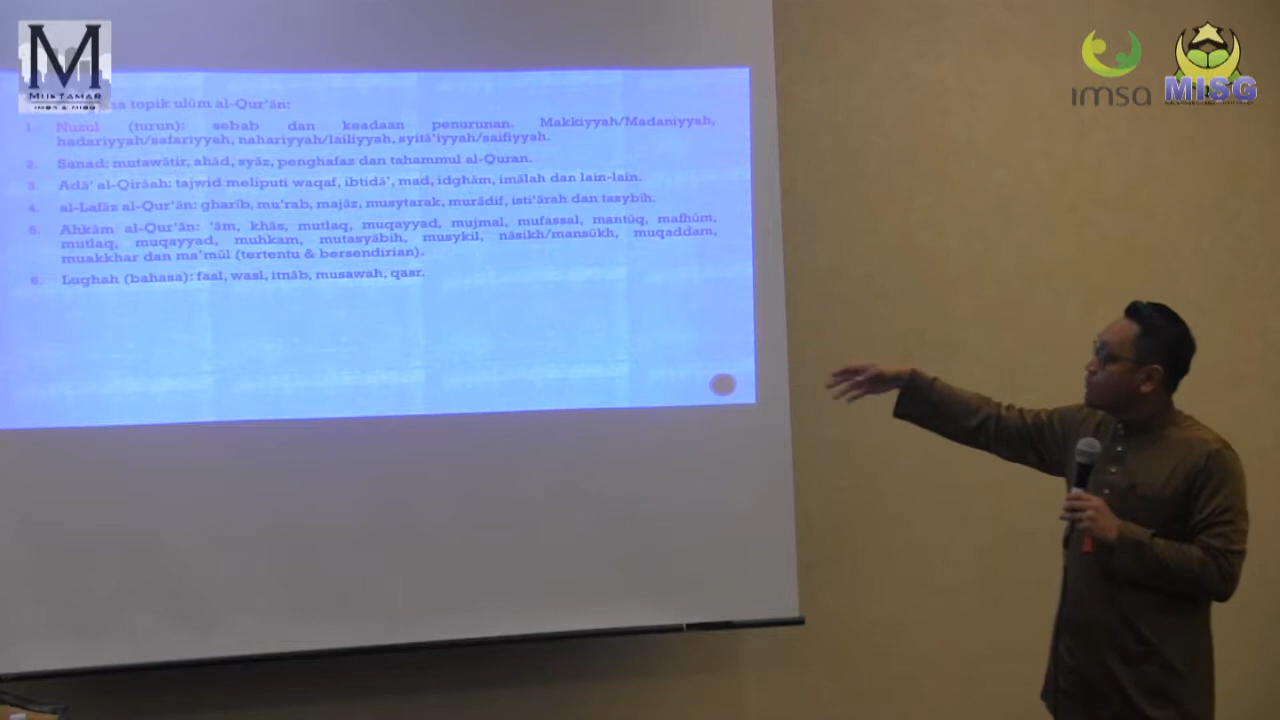 M
MUKTAMAR
IMSA & MISG
imsa
MISG
topik ulūm al-Qur'ān:
1. Nuzul (turun): sebab dan keadaan penurunan. Makkiyyah/Madaniyyah,
hadariyyah/safariyyah, nahariyyah/lailiyyah, syitā'iyyah/saifiyyah.
2. Sanad: mutawātir, ahād, syāz, penghafaz dan tahammul al-Quran.
3. Adā' al-Qirāah: tajwid meliputi waqaf, ibtidā', mad, idghām, imālah dan lain-lain.
4. al-Lafāz al-Qur'ān: gharīb, mu'rab, majāz, musytarak, murādif, isti'ārah dan tasybih.
5. Ahkām al-Qur'ān: 'ām, khās, mutlaq, muqayyad, mujmal, mufassal, mantūq, mafhūm,
mutlaq, muqayyad, muhkam, mutasyābih, musykil, nāsikh/mansūkh, muqaddam,
muakkhar dan ma'mūl (tertentu & bersendirian).
6. Lughah (bahasa): fasl, wasl, itnāb, musawah, qasr.